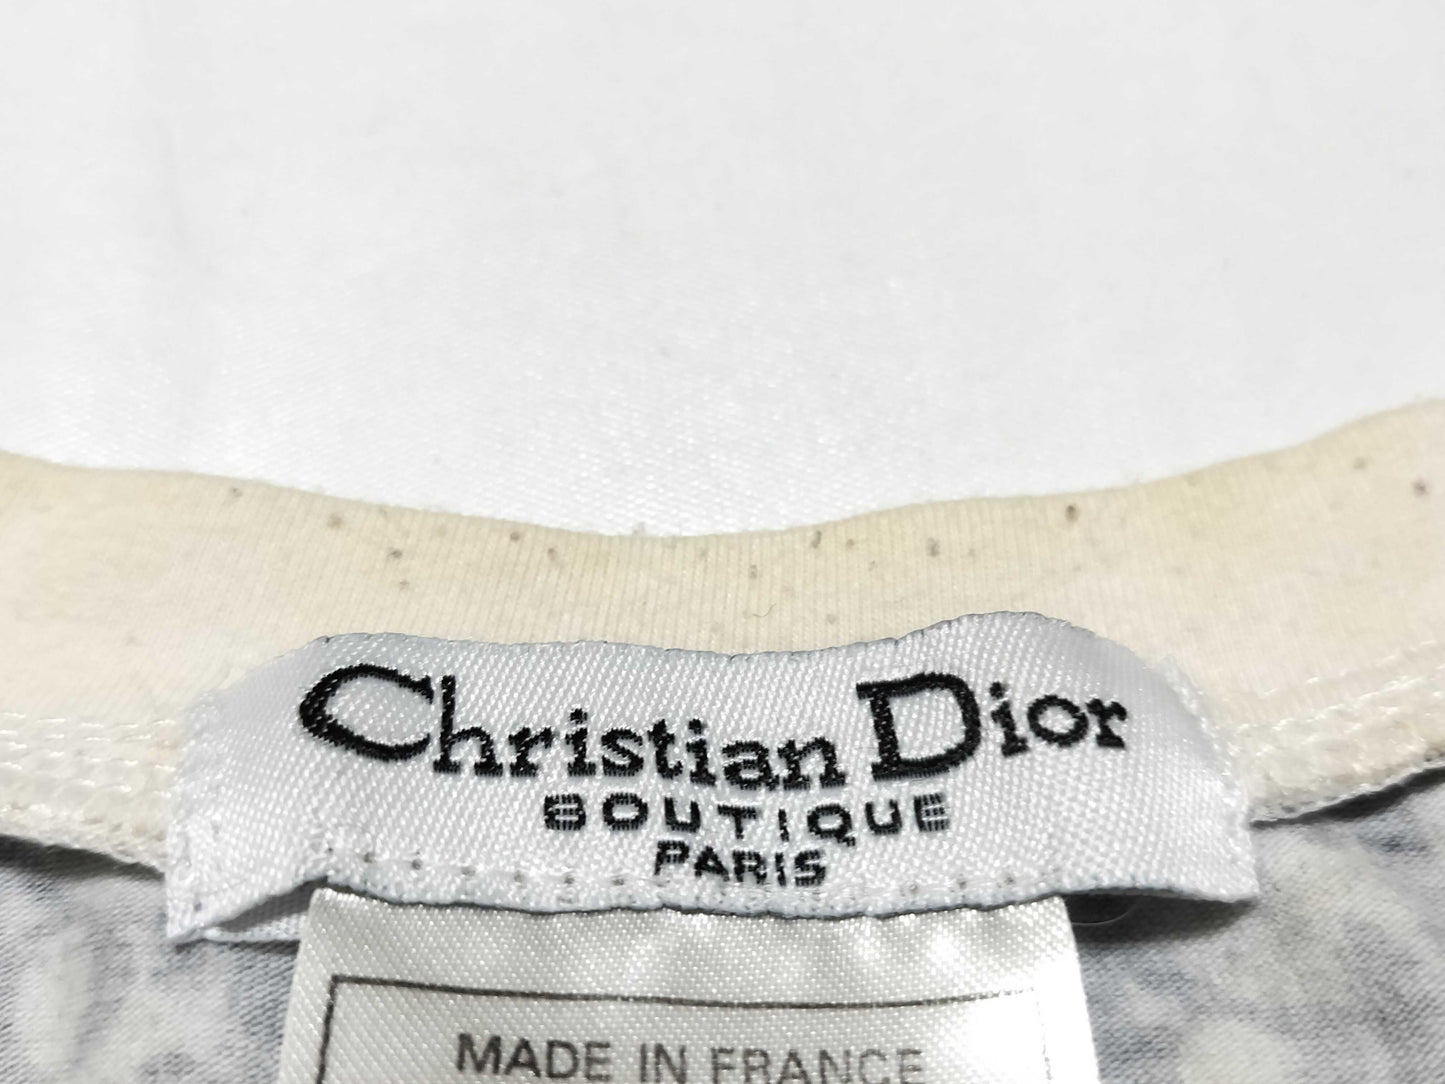 Christian Dior
BOUTIQUE
PARIS
MADE IN FRANCE